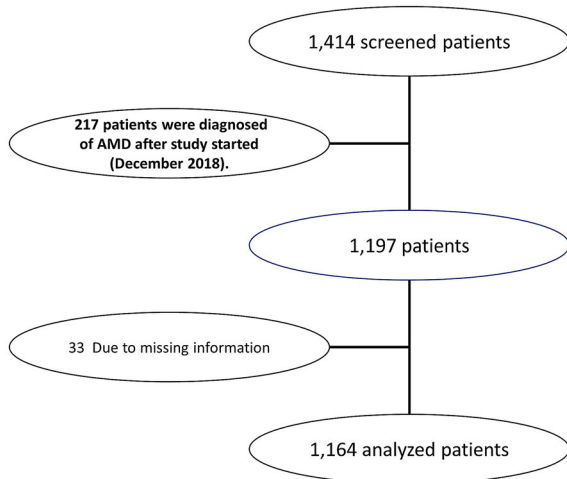 1,414 screened patients
217 patients were diagnosed
of AMD after study started
(December 2018).
1,197 patients
33  Due to missing information
1,164 analyzed patients